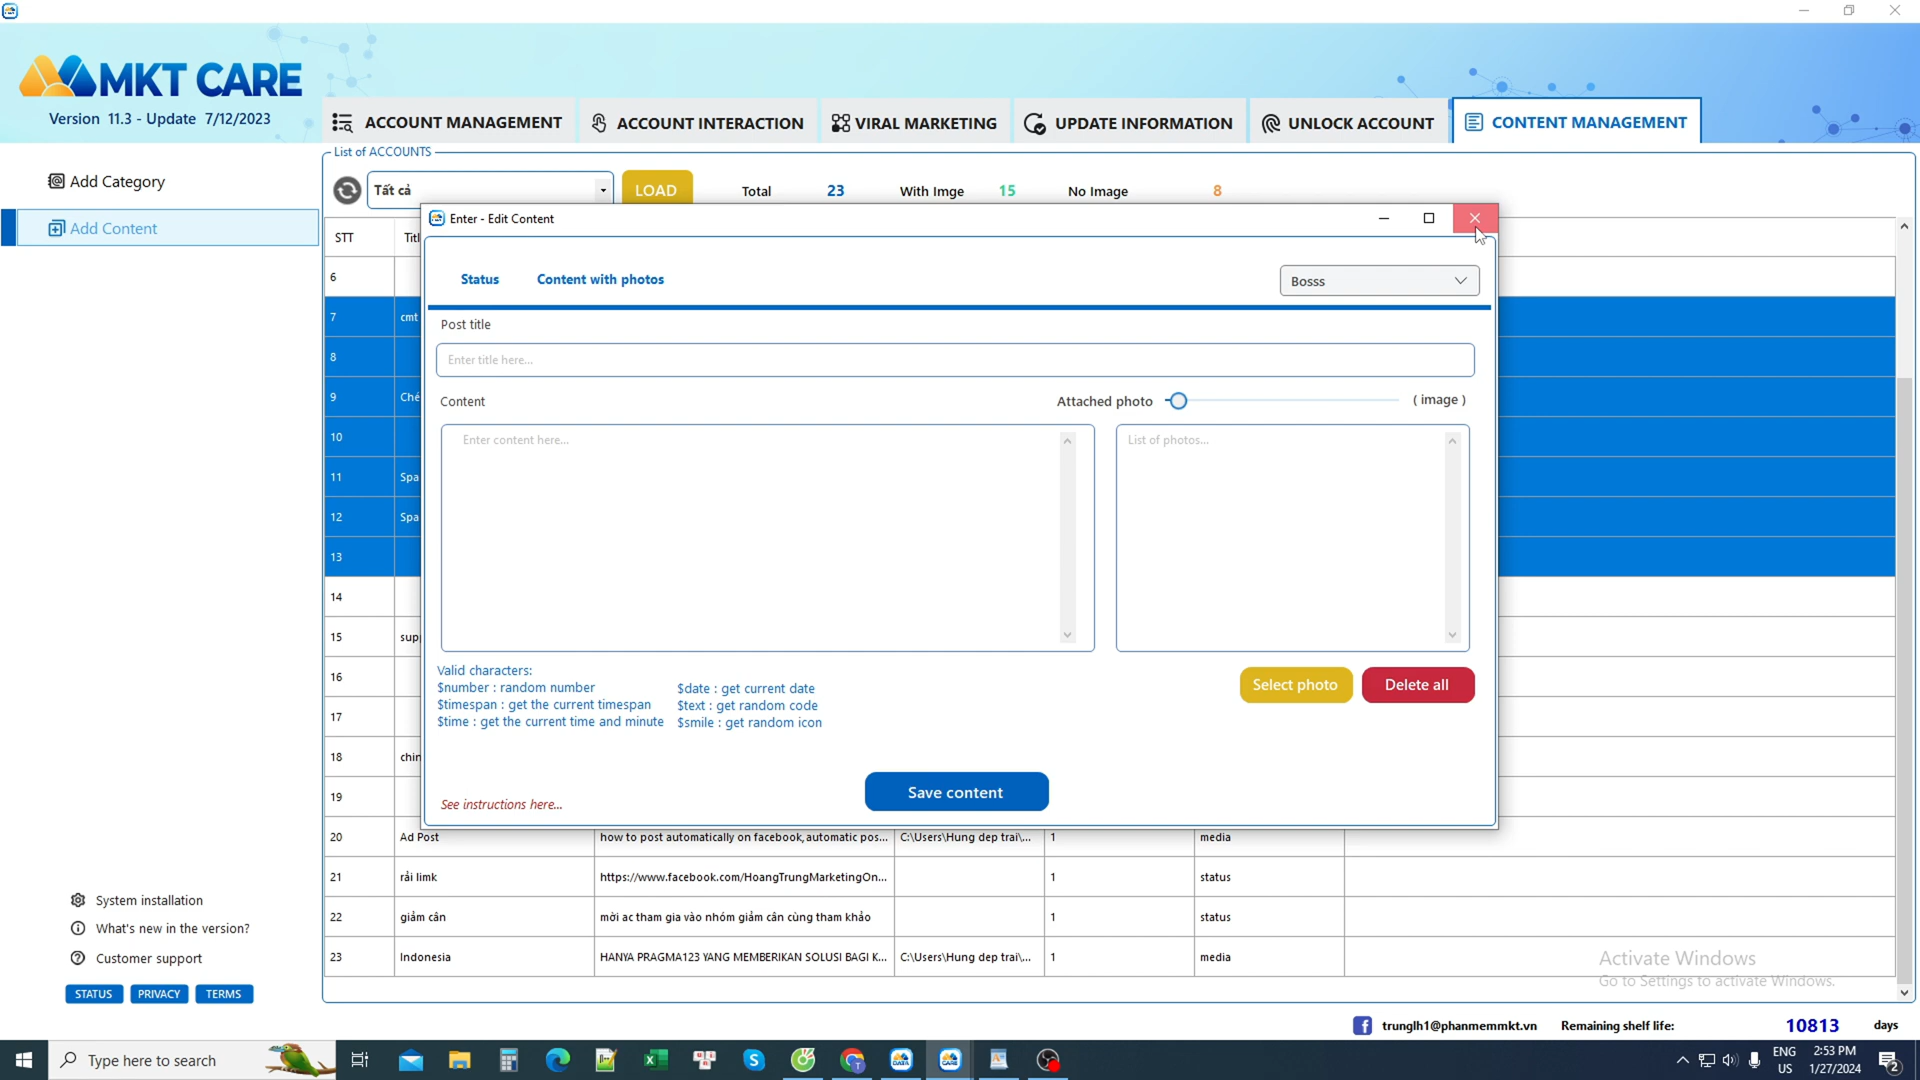 MKT CARE
Version 11.3 - Update 7/12/2023
ACCOUNT MANAGEMENT
ACCOUNT INTERACTION
VIRAL MARKETING
UPDATE INFORMATION
UNLOCK ACCOUNT
CONTENT MANAGEMENT
Add Category
Add Content
List of ACCOUNTS
Tất cả
LOAD
Total 23 With Imge 15 No Image 8
STT
Titl
6
7 cmt
8
9 Ché
10
11 Spa
12 Spa
13
14
15 sup
16
17
18 chin
19
Enter - Edit Content
Status Content with photos
Bosss
Post title
Enter title here...
Content
Attached photo ( image )
Enter content here...
List of photos...
Valid characters:
$number : random number
$timespan : get the current timespan
$time : get the current time and minute
$date : get current date
$text : get random code
$smile : get random icon
Select photo
Delete all
See instructions here...
Save content
20 Ad Post how to post automatically on facebook, automatic pos... C:\Users\Hung dep trai\... 1 media
21 rải limk https://www.facebook.com/HoangTrungMarketingOn... 1 status
22 giảm cân mời ac tham gia vào nhóm giảm cân cùng tham khảo 1 status
23 Indonesia HANYA PRAGMA123 YANG MEMBERIKAN SOLUSI BAGI K... C:\Users\Hung dep trai\... 1 media
System installation
What's new in the version?
Customer support
STATUS PRIVACY TERMS
Activate Windows
Go to Settings to activate Windows.
trunglh1@phanmemmkt.vn Remaining shelf life: 10813 days
Type here to search
ENG
US
2:53 PM
1/27/2024
2